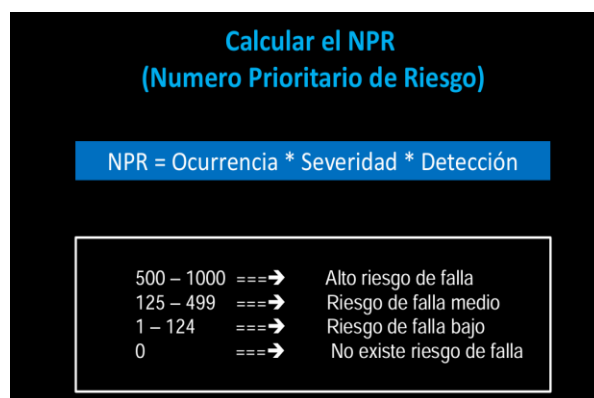 Calcular el NPR
(Numero Prioritario de Riesgo)
NPR = Ocurrencia * Severidad * Detección
500 – 1000 ===➔ Alto riesgo de falla
125 – 499 ===➔ Riesgo de falla medio
1 – 124 ===➔ Riesgo de falla bajo
0 ===➔ No existe riesgo de falla